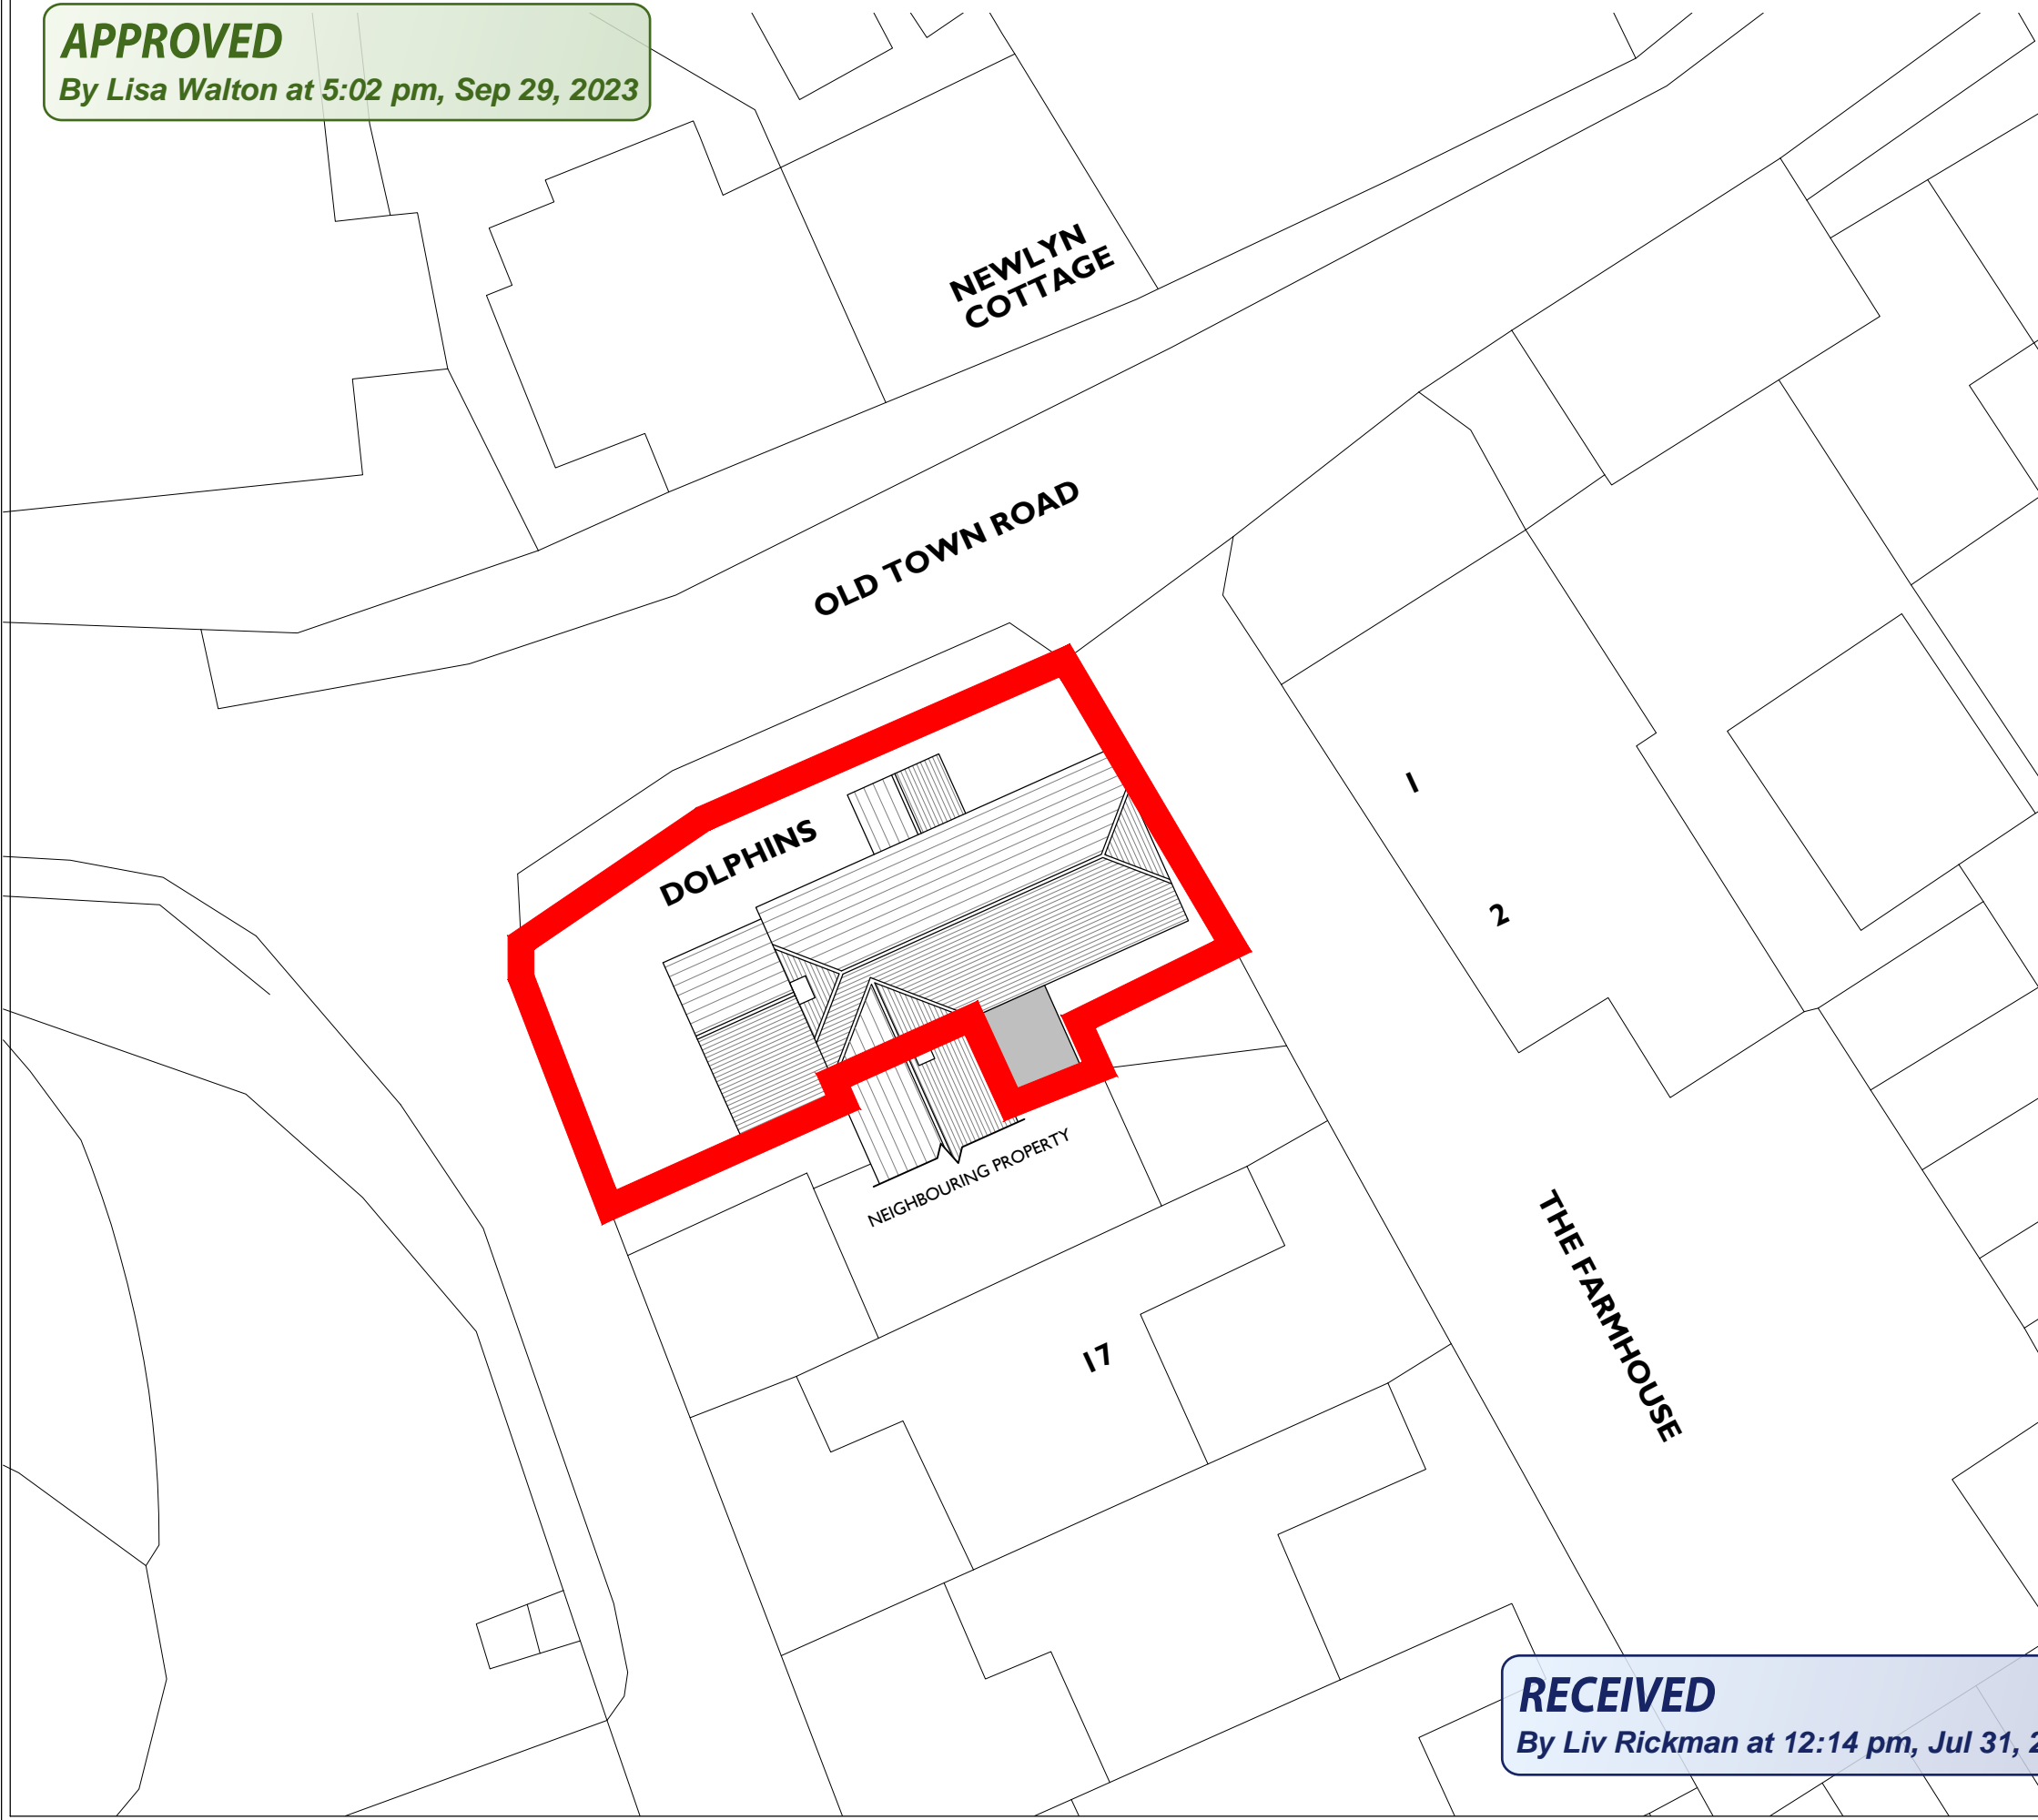 APPROVED
By Lisa Walton at 5:02 pm, Sep 29, 2023
NEWLYN
COTTAGE
OLD TOWN ROAD
DOLPHINS
1
2
NEIGHBOURING PROPERTY
THE FARMHOUSE
17
RECEIVED
By Liv Rickman at 12:14 pm, Jul 31, 2